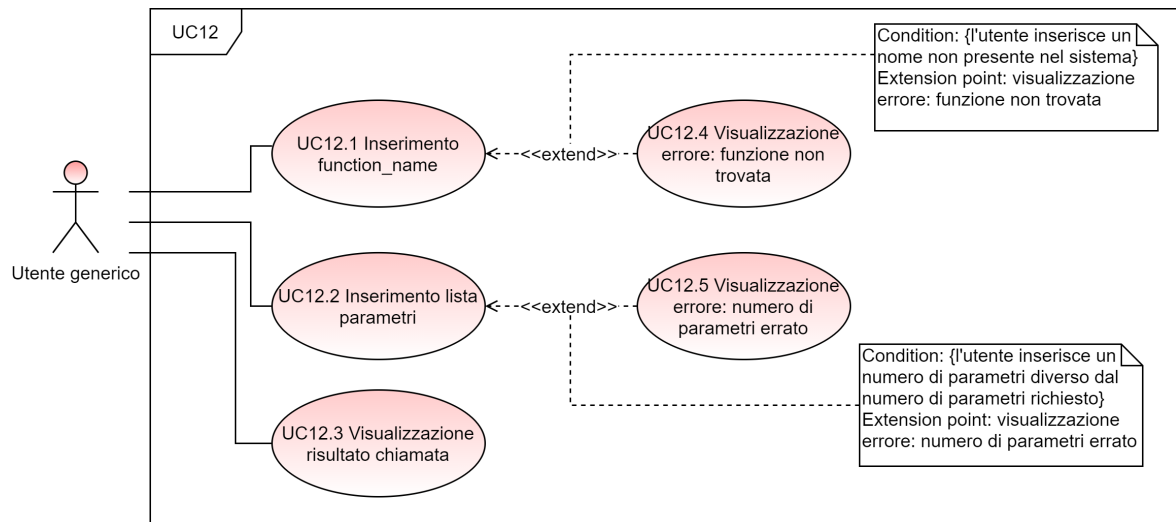 UC12
Condition: {l'utente inserisce un
nome non presente nel sistema}
Extension point: visualizzazione
errore: funzione non trovata
UC12.1 Inserimento
function_name
<<extend>>
UC12.4 Visualizzazione
errore: funzione non
trovata
Utente generico
UC12.2 Inserimento lista
parametri
<<extend>>
UC12.5 Visualizzazione
errore: numero di
parametri errato
Condition: {l'utente inserisce un
numero di parametri diverso dal
numero di parametri richiesto}
Extension point: visualizzazione
errore: numero di parametri errato
UC12.3 Visualizzazione
risultato chiamata